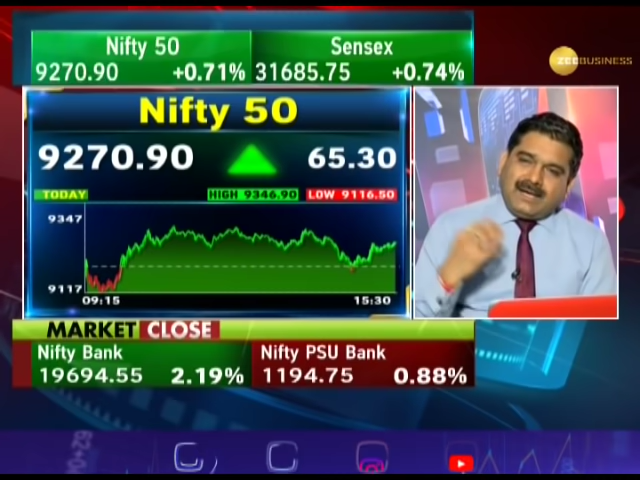 Nifty 50
9270.90 +0.71%
Sensex
31685.75 +0.74%
ZEEBUSINESS
Nifty 50
9270.90 65.30
TODAY HIGH 9346.90 LOW 9116.50
9347
9117
09:15 15:30
MARKET CLOSE
Nifty Bank
19694.55 2.19%
Nifty PSU Bank
1194.75 0.88%